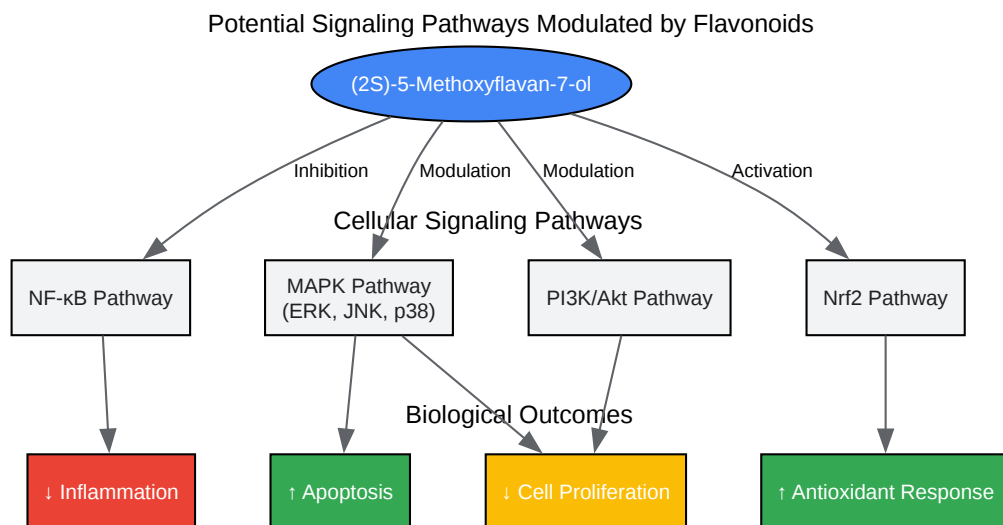 Potential Signaling Pathways Modulated by Flavonoids
(2S)-5-Methoxyflavan-7-ol
Inhibition
Modulation
Modulation
Activation
Cellular Signaling Pathways
NF-κB Pathway
MAPK Pathway
(ERK, JNK, p38)
PI3K/Akt Pathway
Nrf2 Pathway
Biological Outcomes
↓ Inflammation
↑ Apoptosis
↓ Cell Proliferation
↑ Antioxidant Response